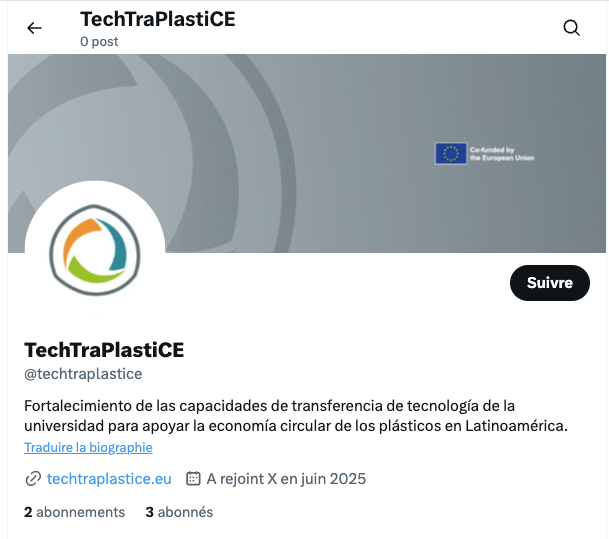 TechTraPlastiCE
0 post
Co-funded by
the European Union
Suivre
TechTraPlastiCE
@techtraplastice
Fortalecimiento de las capacidades de transferencia de tecnología de la
universidad para apoyar la economía circular de los plásticos en Latinoamérica.
Traduire la biographie
techtraplastice.eu A rejoint X en juin 2025
2 abonnements 3 abonnés